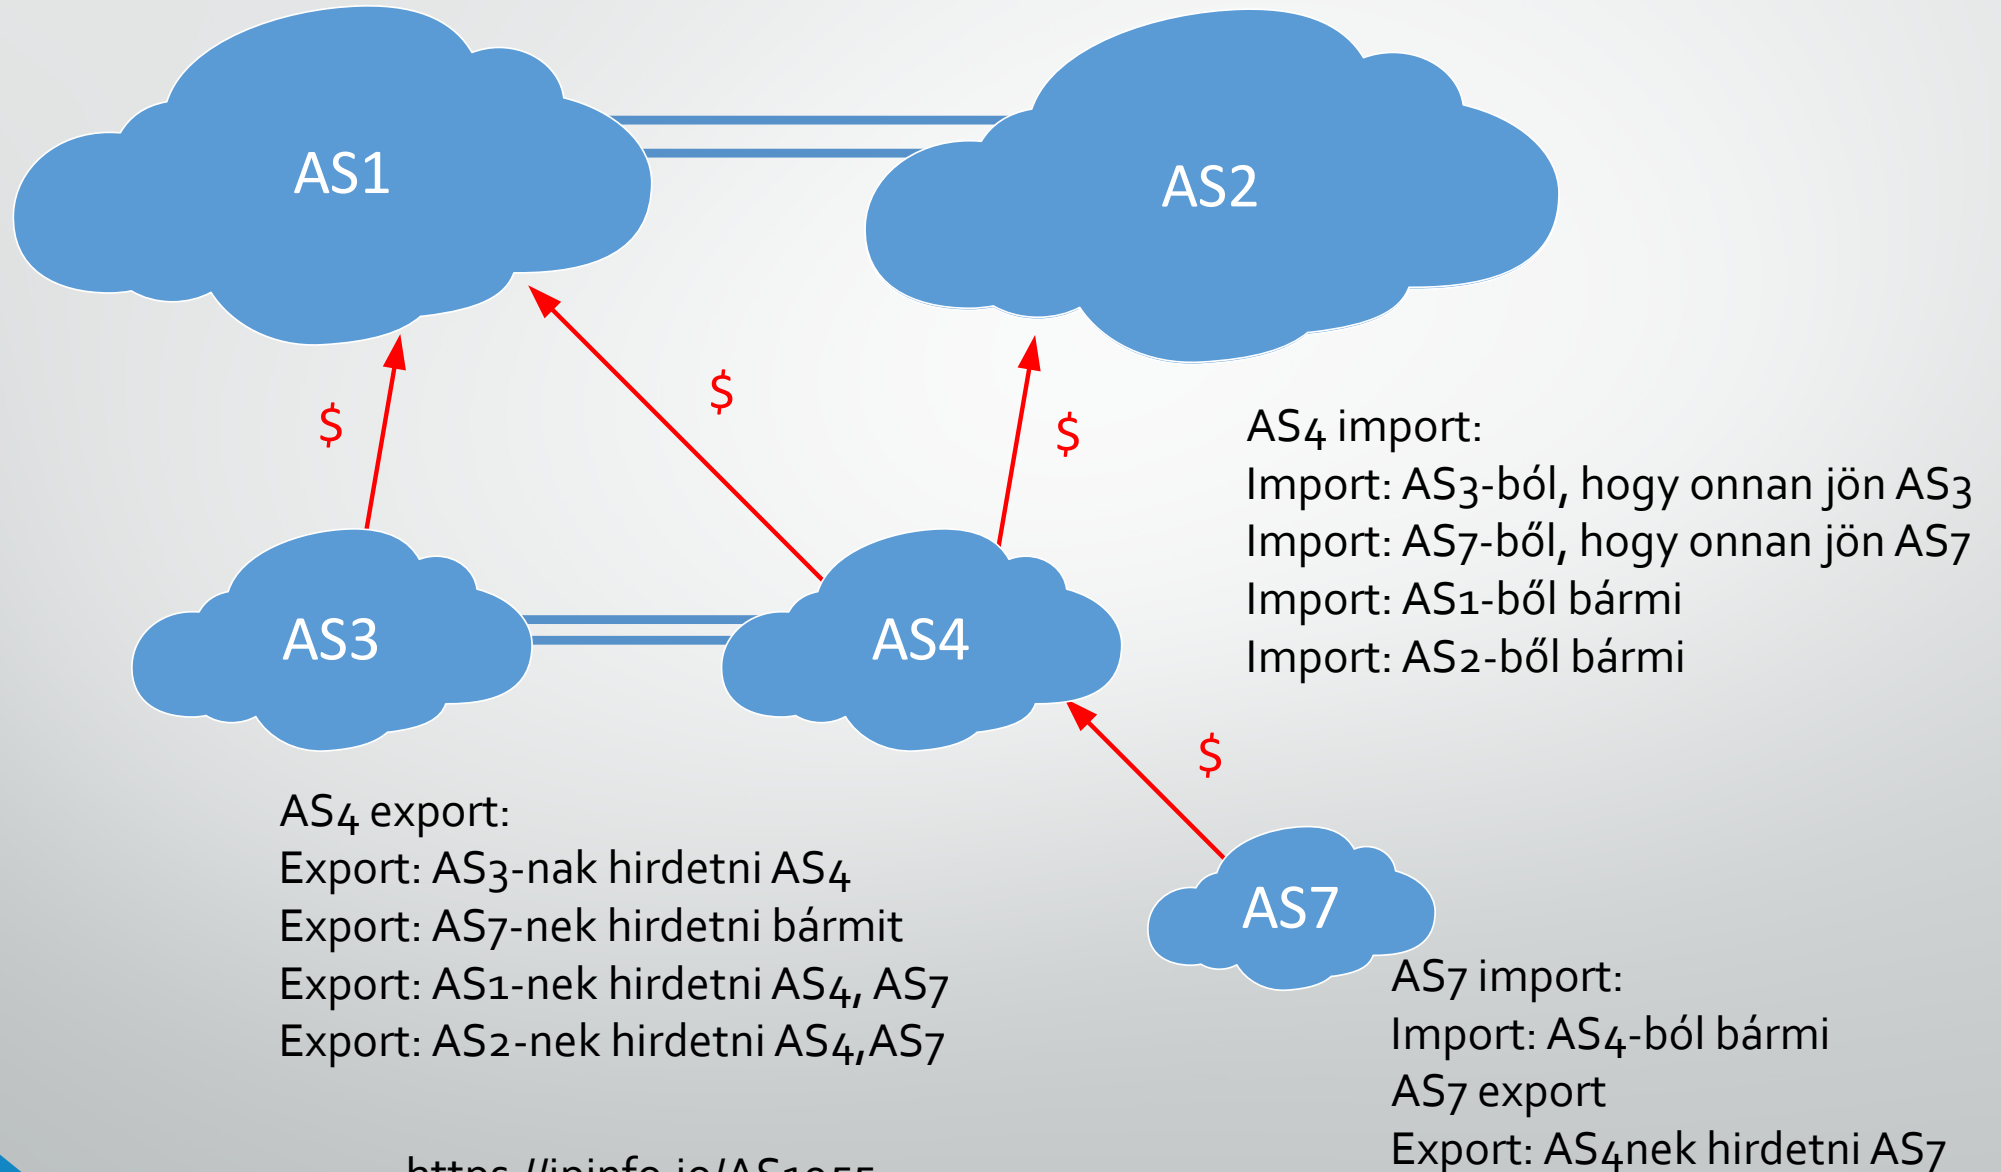 AS1
AS2
$
$
$
AS4 import:
Import: AS3-ból, hogy onnan jön AS3
Import: AS7-ből, hogy onnan jön AS7
Import: AS1-ből bármi
Import: AS2-ből bármi
AS3
AS4
$
AS4 export:
Export: AS3-nak hirdetni AS4
Export: AS7-nek hirdetni bármit
Export: AS1-nek hirdetni AS4, AS7
Export: AS2-nek hirdetni AS4,AS7
AS7
AS7 import:
Import: AS4-ból bármi
AS7 export
Export: AS4nek hirdetni AS7